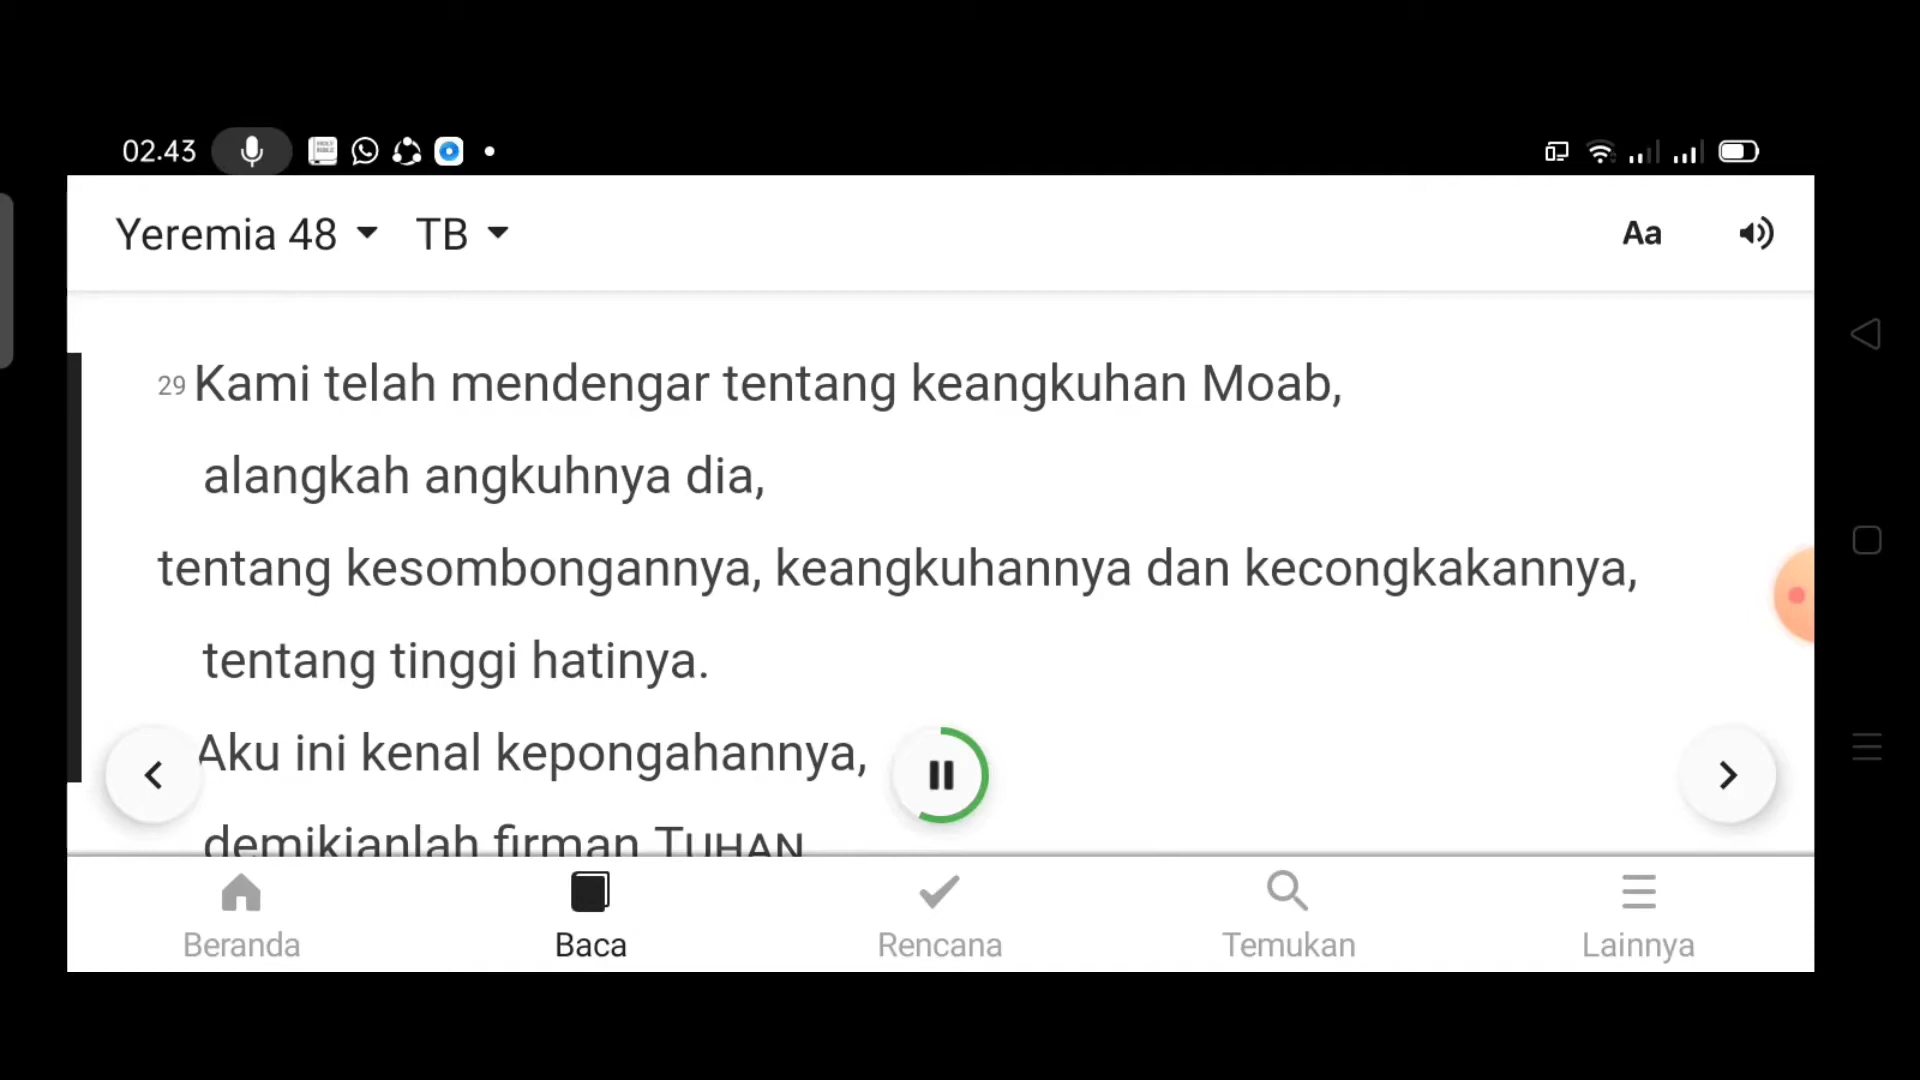 02.43
Yeremia 48 TB Aa
29 Kami telah mendengar tentang keangkuhan Moab,
alangkah angkuhnya dia,
tentang kesombongannya, keangkuhannya dan kecongkakannya,
tentang tinggi hatinya.
Aku ini kenal kepongahannya,
demikianlah firman TUHAN
Beranda Baca Rencana Temukan Lainnya